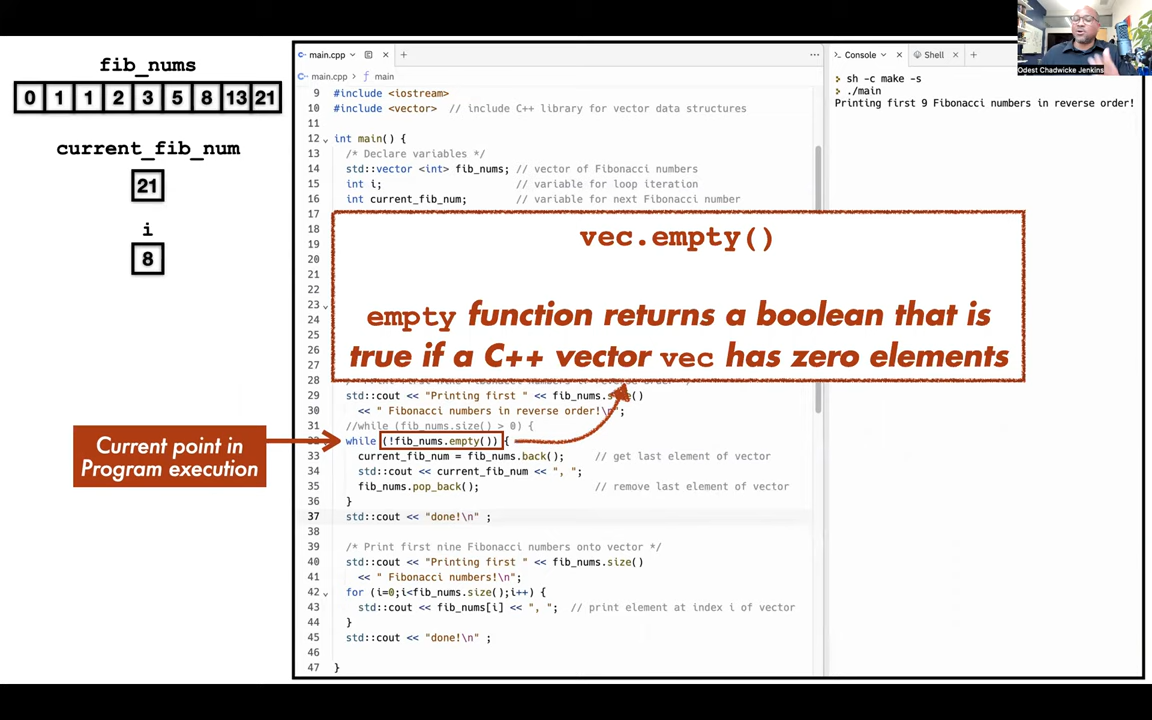 fib_nums
0 1 1 2 3 5 8 13 21
current_fib_num
21
i
8
Current point in
Program execution
main.cpp
main.cpp > main
9 #include <iostream>
10 #include <vector> // include C++ library for vector data structures
11
12 int main() {
13 /* Declare variables */
14 std::vector <int> fib_nums; // vector of Fibonacci numbers
15 int i; // variable for loop iteration
16 int current_fib_num; // variable for next Fibonacci number
17
18
19
20
21
22
23
24
25
26
27
28
vec.empty()
empty function returns a boolean that is
true if a C++ vector vec has zero elements
29 std::cout << "Printing first " << fib_nums.size()
30 << " Fibonacci numbers in reverse order!\n";
31 //while (fib_nums.size() > 0) {
32 while (!fib_nums.empty()) {
33 current_fib_num = fib_nums.back(); // get last element of vector
34 std::cout << current_fib_num << ", ";
35 fib_nums.pop_back(); // remove last element of vector
36 }
37 std::cout << "done!\n" ;
38
39 /* Print first nine Fibonacci numbers onto vector */
40 std::cout << "Printing first " << fib_nums.size()
41 << " Fibonacci numbers!\n";
42 for (i=0;i<fib_nums.size();i++) {
43 std::cout << fib_nums[i] << ", "; // print element at index i of vector
44 }
45 std::cout << "done!\n" ;
46
47 }
Console
Shell
sh -c make -s
./main
Printing first 9 Fibonacci numbers in reverse order!
Odest Chadwicke Jenkins